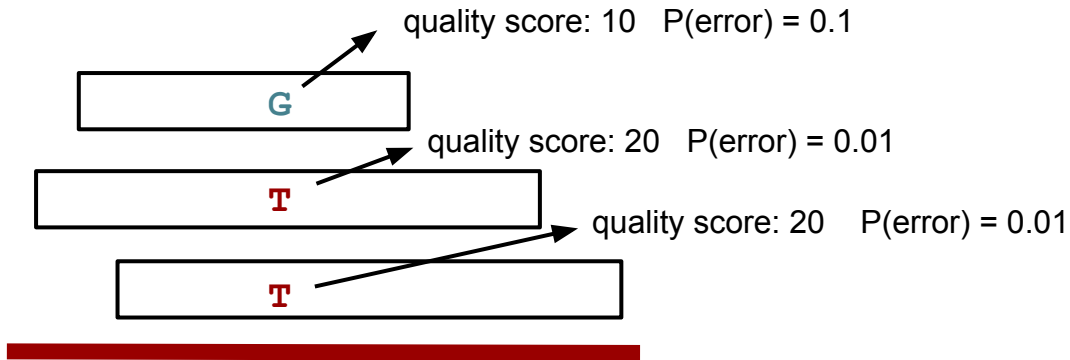 quality score: 10 P(error) = 0.1
G
quality score: 20 P(error) = 0.01
T
quality score: 20 P(error) = 0.01
T